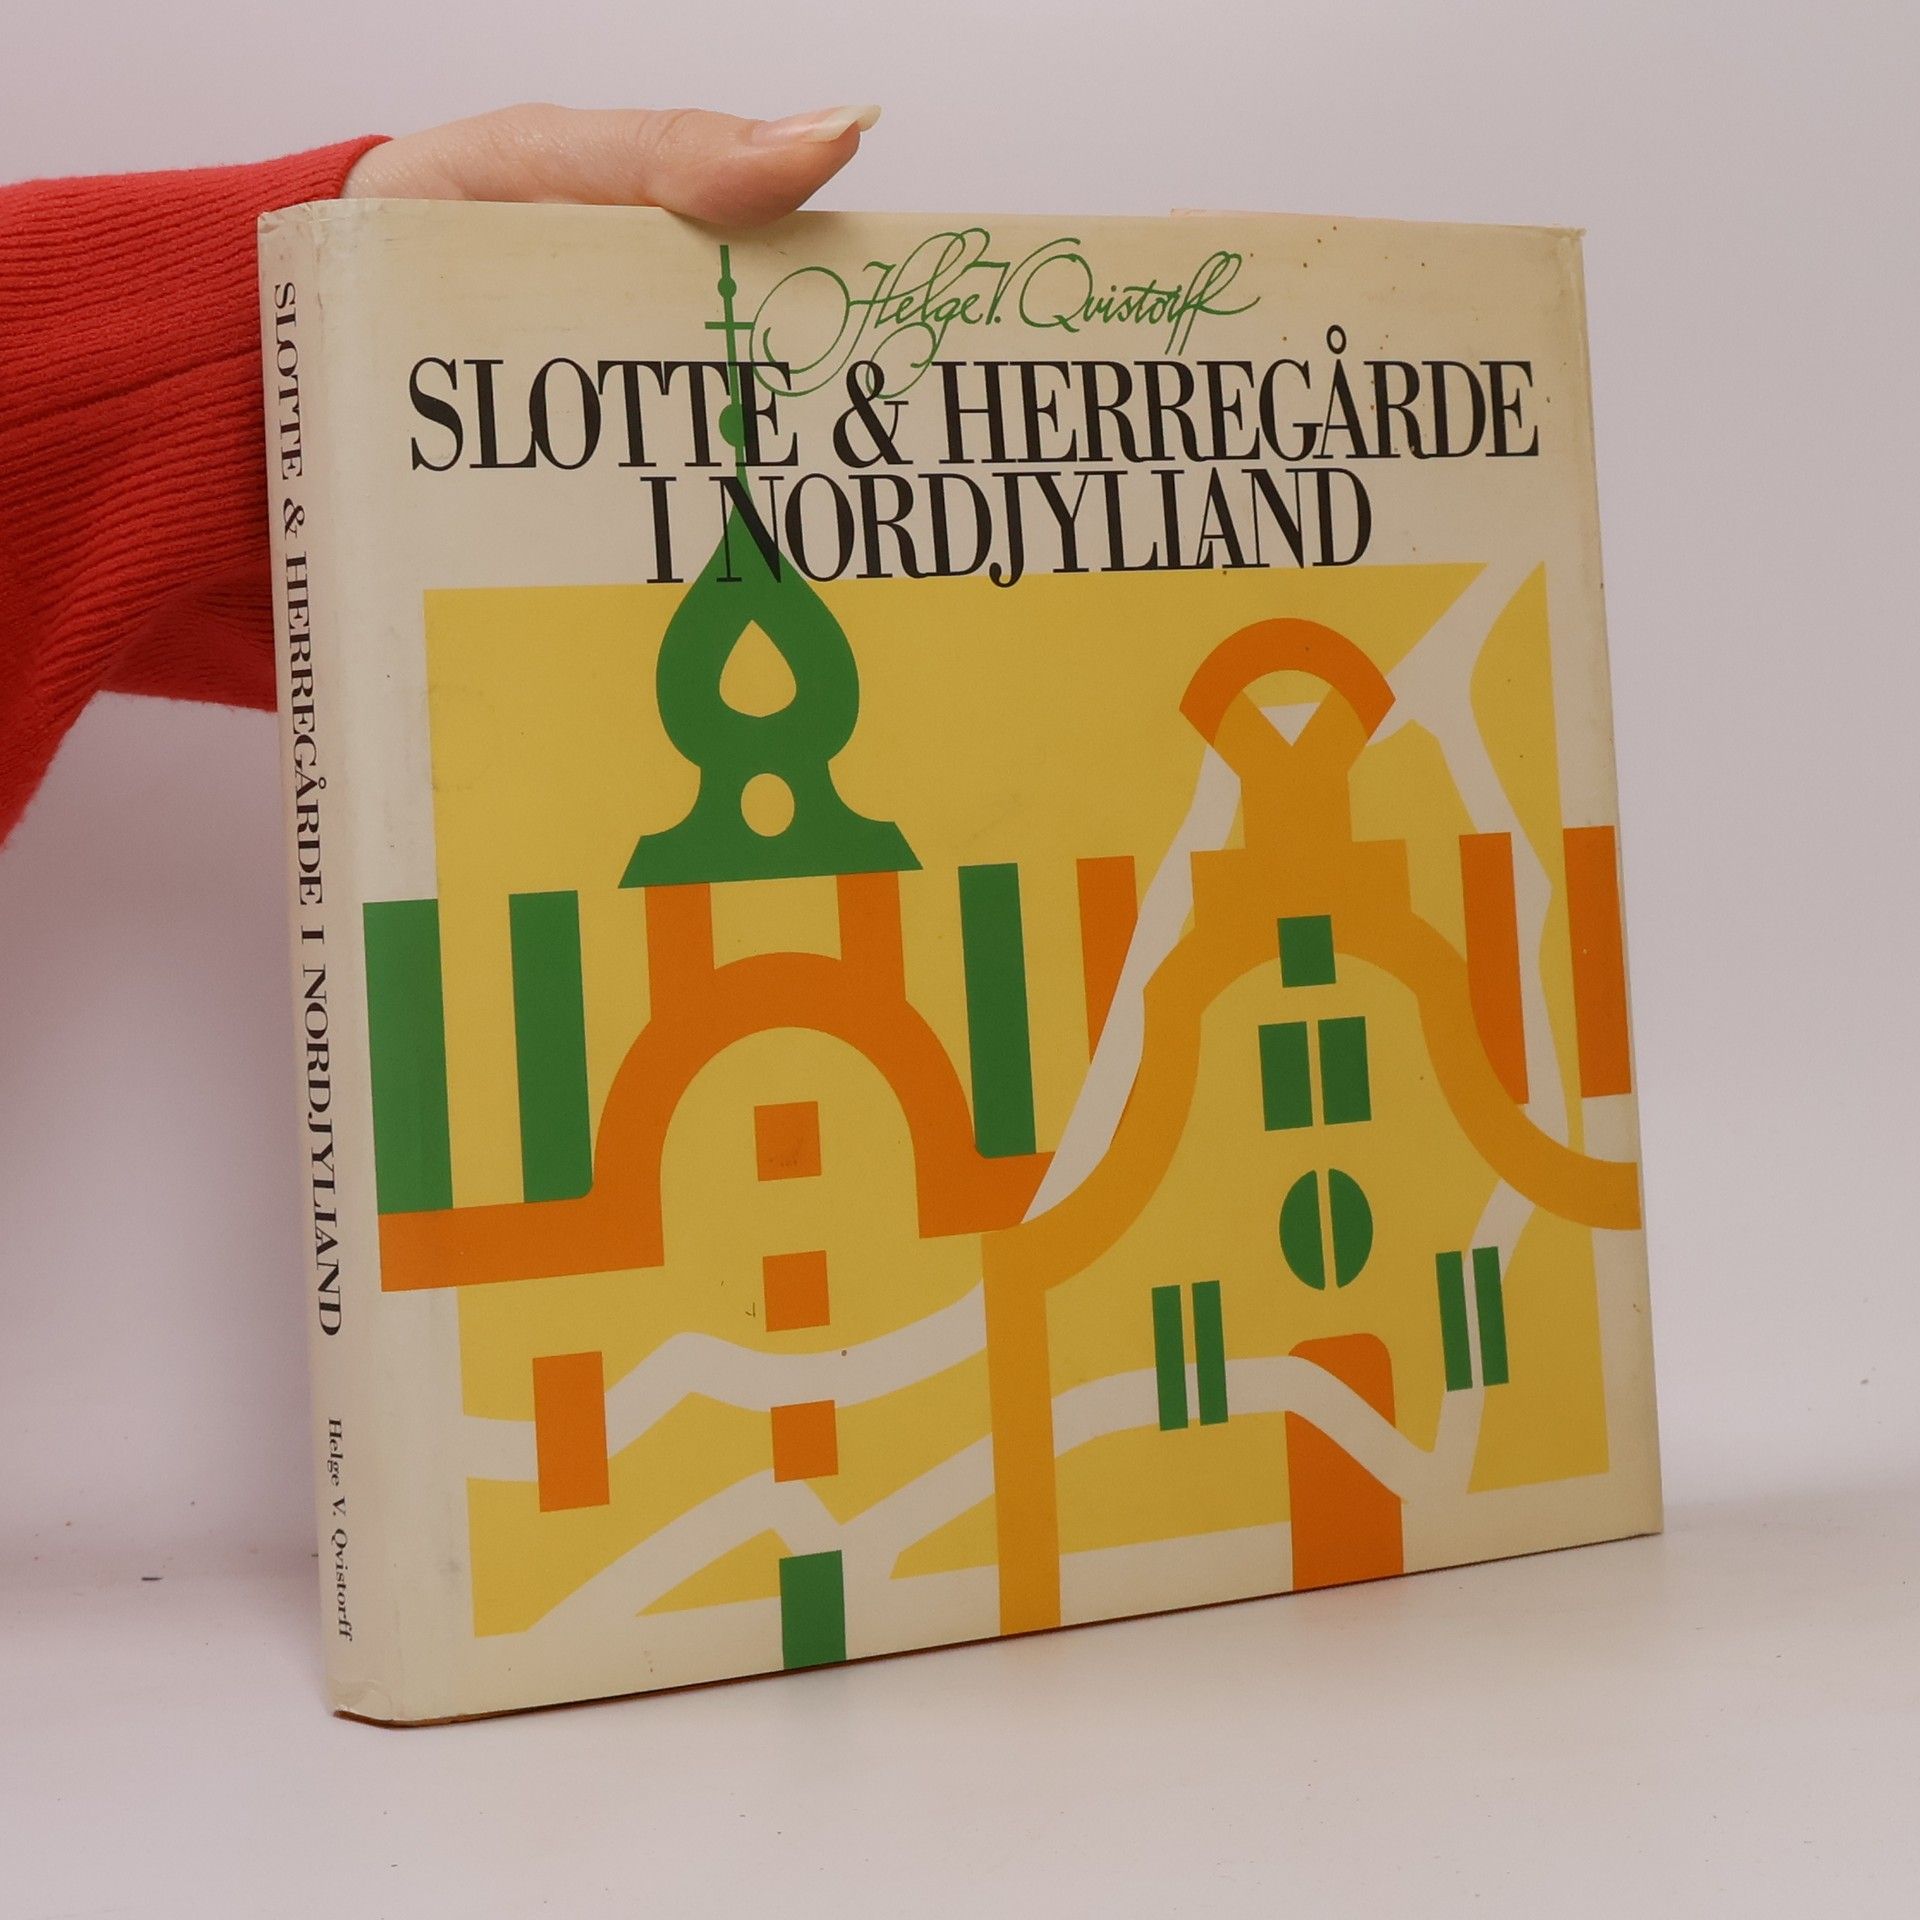 Helge V. Qvistorff
SLOTTE & HERREGÅRDE
I NORDJYLLAND
SLOTTE & HERREGÅRDE I NORDJYLLAND Helge V. Qvistorff